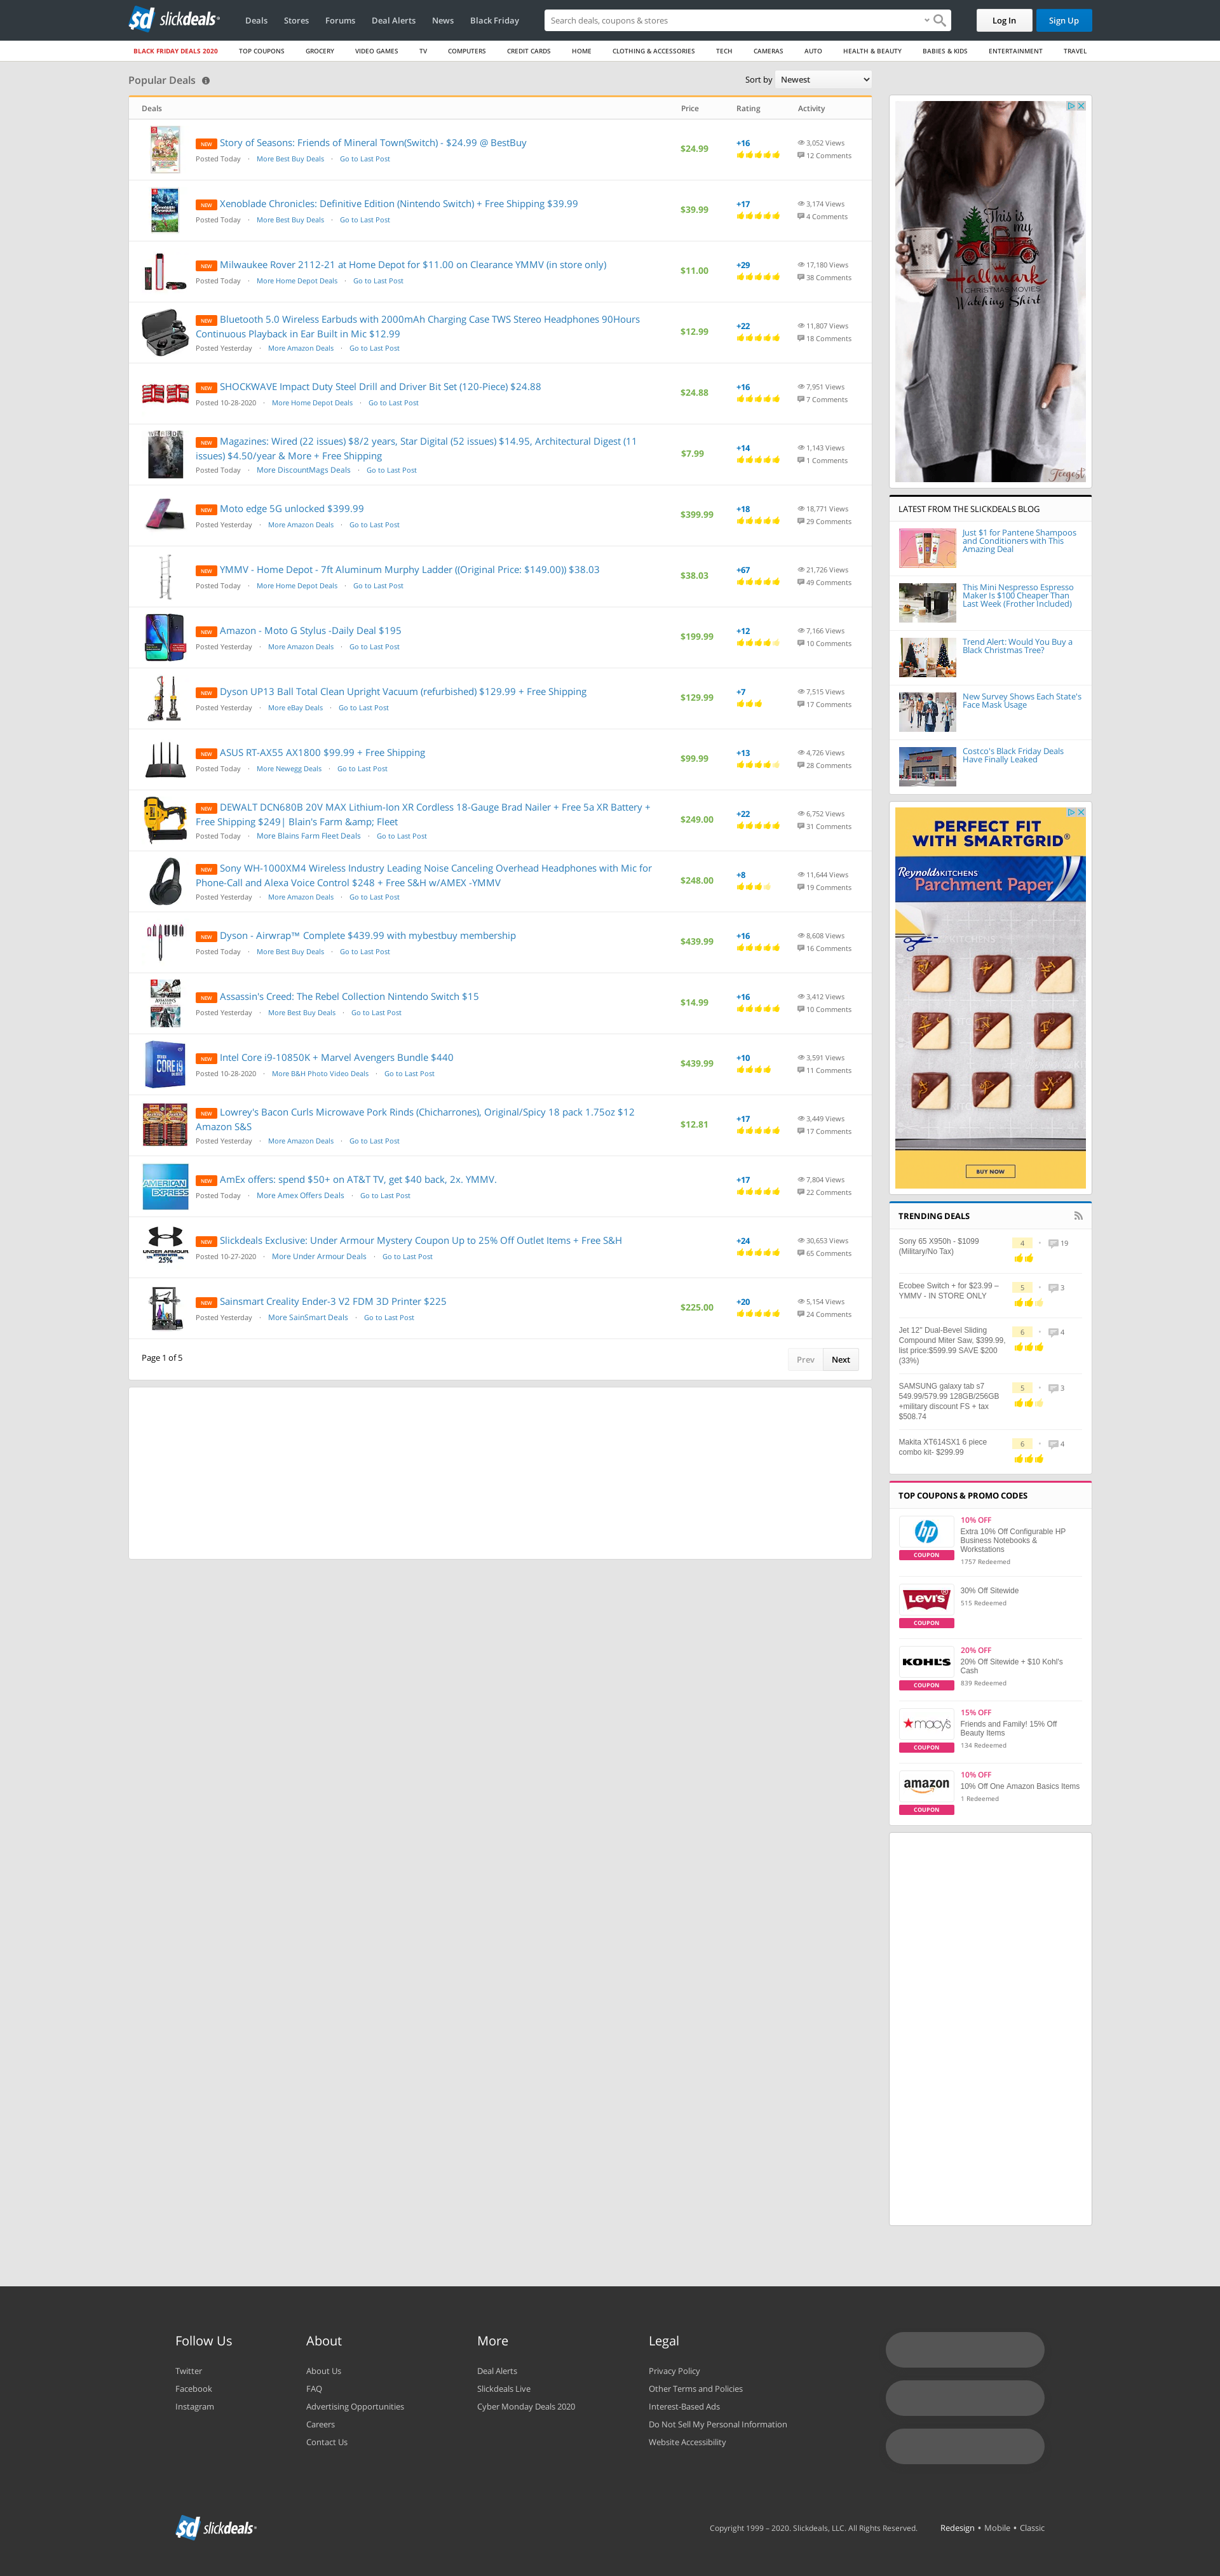 sd slickdeals
Deals Stores Forums Deal Alerts News Black Friday
Search deals, coupons & stores
Log In
Sign Up
BLACK FRIDAY DEALS 2020 TOP COUPONS GROCERY VIDEO GAMES TV COMPUTERS CREDIT CARDS HOME CLOTHING & ACCESSORIES TECH CAMERAS AUTO HEALTH & BEAUTY BABIES & KIDS ENTERTAINMENT TRAVEL
Popular Deals
Sort by Newest
Deals Price Rating Activity
NEW Story of Seasons: Friends of Mineral Town(Switch) - $24.99 @ BestBuy
Posted Today · More Best Buy Deals · Go to Last Post
$24.99
+16
3,052 Views
12 Comments
NEW Xenoblade Chronicles: Definitive Edition (Nintendo Switch) + Free Shipping $39.99
Posted Today · More Best Buy Deals · Go to Last Post
$39.99
+17
3,174 Views
4 Comments
NEW Milwaukee Rover 2112-21 at Home Depot for $11.00 on Clearance YMMV (in store only)
Posted Today · More Home Depot Deals · Go to Last Post
$11.00
+29
17,180 Views
38 Comments
NEW Bluetooth 5.0 Wireless Earbuds with 2000mAh Charging Case TWS Stereo Headphones 90Hours
Continuous Playback in Ear Built in Mic $12.99
Posted Yesterday · More Amazon Deals · Go to Last Post
$12.99
+22
11,807 Views
18 Comments
NEW SHOCKWAVE Impact Duty Steel Drill and Driver Bit Set (120-Piece) $24.88
Posted 10-28-2020 · More Home Depot Deals · Go to Last Post
$24.88
+16
7,951 Views
7 Comments
NEW Magazines: Wired (22 issues) $8/2 years, Star Digital (52 issues) $14.95, Architectural Digest (11
issues) $4.50/year & More + Free Shipping
Posted Today · More DiscountMags Deals · Go to Last Post
$7.99
+14
1,143 Views
1 Comments
NEW Moto edge 5G unlocked $399.99
Posted Yesterday · More Amazon Deals · Go to Last Post
$399.99
+18
18,771 Views
29 Comments
NEW YMMV - Home Depot - 7ft Aluminum Murphy Ladder ((Original Price: $149.00)) $38.03
Posted Today · More Home Depot Deals · Go to Last Post
$38.03
+67
21,726 Views
49 Comments
NEW Amazon - Moto G Stylus -Daily Deal $195
Posted Yesterday · More Amazon Deals · Go to Last Post
$199.99
+12
7,166 Views
10 Comments
NEW Dyson UP13 Ball Total Clean Upright Vacuum (refurbished) $129.99 + Free Shipping
Posted Yesterday · More eBay Deals · Go to Last Post
$129.99
+7
7,515 Views
17 Comments
NEW ASUS RT-AX55 AX1800 $99.99 + Free Shipping
Posted Today · More Newegg Deals · Go to Last Post
$99.99
+13
4,726 Views
28 Comments
NEW DEWALT DCN680B 20V MAX Lithium-Ion XR Cordless 18-Gauge Brad Nailer + Free 5a XR Battery +
Free Shipping $249| Blain's Farm &amp; Fleet
Posted Today · More Blains Farm Fleet Deals · Go to Last Post
$249.00
+22
6,752 Views
31 Comments
NEW Sony WH-1000XM4 Wireless Industry Leading Noise Canceling Overhead Headphones with Mic for
Phone-Call and Alexa Voice Control $248 + Free S&H w/AMEX -YMMV
Posted Yesterday · More Amazon Deals · Go to Last Post
$248.00
+8
11,644 Views
19 Comments
NEW Dyson - Airwrap™ Complete $439.99 with mybestbuy membership
Posted Today · More Best Buy Deals · Go to Last Post
$439.99
+16
8,608 Views
16 Comments
NEW Assassin's Creed: The Rebel Collection Nintendo Switch $15
Posted Yesterday · More Best Buy Deals · Go to Last Post
$14.99
+16
3,412 Views
10 Comments
NEW Intel Core i9-10850K + Marvel Avengers Bundle $440
Posted 10-28-2020 · More B&H Photo Video Deals · Go to Last Post
$439.99
+10
3,591 Views
11 Comments
CORE i9
NEW Lowrey's Bacon Curls Microwave Pork Rinds (Chicharrones), Original/Spicy 18 pack 1.75oz $12
Amazon S&S
Posted Yesterday · More Amazon Deals · Go to Last Post
$12.81
+17
3,449 Views
17 Comments
AMERICAN
EXPRESS
NEW AmEx offers: spend $50+ on AT&T TV, get $40 back, 2x. YMMV.
Posted Today · More Amex Offers Deals · Go to Last Post
+17
7,804 Views
22 Comments
UNDER ARMOUR
25%
NEW Slickdeals Exclusive: Under Armour Mystery Coupon Up to 25% Off Outlet Items + Free S&H
Posted 10-27-2020 · More Under Armour Deals · Go to Last Post
+24
30,653 Views
65 Comments
NEW Sainsmart Creality Ender-3 V2 FDM 3D Printer $225
Posted Yesterday · More SainSmart Deals · Go to Last Post
$225.00
+20
5,154 Views
24 Comments
Page 1 of 5
Prev Next
This is
my
Hallmark
CHRISTMAS MOVIES
Watching Shirt
Teegest
LATEST FROM THE SLICKDEALS BLOG
Just $1 for Pantene Shampoos
and Conditioners with This
Amazing Deal
This Mini Nespresso Espresso
Maker Is $100 Cheaper Than
Last Week (Frother Included)
Trend Alert: Would You Buy a
Black Christmas Tree?
New Survey Shows Each State's
Face Mask Usage
Costco's Black Friday Deals
Have Finally Leaked
PERFECT FIT
WITH SMARTGRID®
Reynolds KITCHENS
Parchment Paper
BUY NOW
TRENDING DEALS
Sony 65 X950h - $1099
(Military/No Tax)
4 • 19
Ecobee Switch + for $23.99 –
YMMV - IN STORE ONLY
5 • 3
Jet 12" Dual-Bevel Sliding
Compound Miter Saw, $399.99,
list price:$599.99 SAVE $200
(33%)
6 • 4
SAMSUNG galaxy tab s7
549.99/579.99 128GB/256GB
+military discount FS + tax
$508.74
5 • 3
Makita XT614SX1 6 piece
combo kit- $299.99
6 • 4
TOP COUPONS & PROMO CODES
hp
COUPON
10% OFF
Extra 10% Off Configurable HP
Business Notebooks &
Workstations
1757 Redeemed
LEVI'S
COUPON
30% Off Sitewide
515 Redeemed
KOHL'S
COUPON
20% OFF
20% Off Sitewide + $10 Kohl's
Cash
839 Redeemed
macy's
COUPON
15% OFF
Friends and Family! 15% Off
Beauty Items
134 Redeemed
amazon
COUPON
10% OFF
10% Off One Amazon Basics Items
1 Redeemed
Follow Us
Twitter
Facebook
Instagram
About
About Us
FAQ
Advertising Opportunities
Careers
Contact Us
More
Deal Alerts
Slickdeals Live
Cyber Monday Deals 2020
Legal
Privacy Policy
Other Terms and Policies
Interest-Based Ads
Do Not Sell My Personal Information
Website Accessibility
sd slickdeals
Copyright 1999 – 2020. Slickdeals, LLC. All Rights Reserved.
Redesign • Mobile • Classic